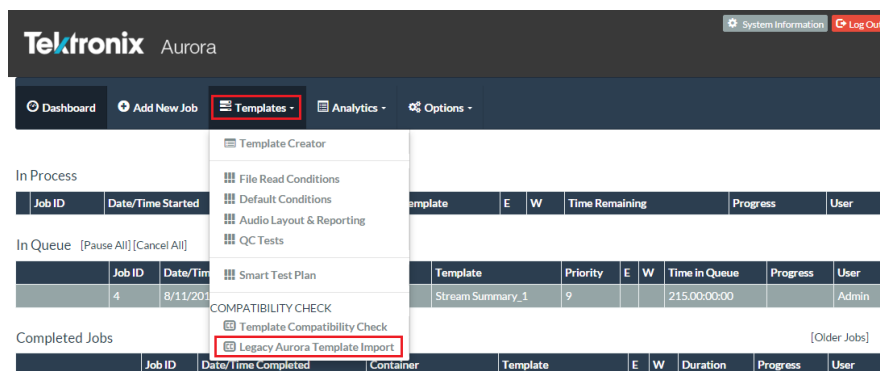 System Information Log Out
Tektronix Aurora
Dashboard Add New Job Templates Analytics Options
Template Creator
File Read Conditions
Default Conditions
Audio Layout & Reporting
QC Tests
Smart Test Plan
COMPATIBILITY CHECK
Template Compatibility Check
Legacy Aurora Template Import
In Process
Job ID Date/Time Started E W Time Remaining Progress User
In Queue [Pause All] [Cancel All]
Job ID Template Priority E W Time in Queue Progress User
4 Stream Summary_1 9 215.00:00:00 Admin
Completed Jobs [Older Jobs]
Job ID Date/Time Completed Container Template E W Duration Progress User